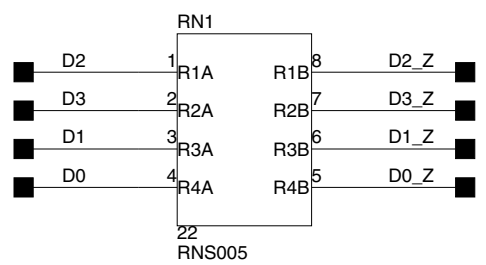 RN1
D2 1 R1A R1B 8 D2_Z
D3 2 R2A R2B 7 D3_Z
D1 3 R3A R3B 6 D1_Z
D0 4 R4A R4B 5 D0_Z
22
RNS005